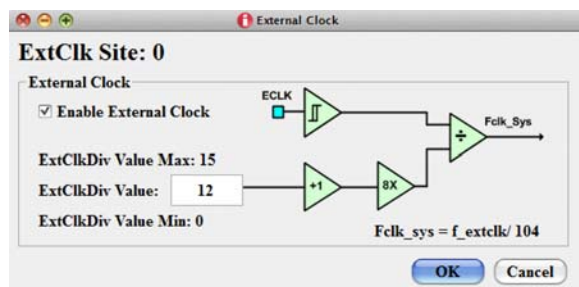 External Clock
ExtClk Site: 0
External Clock
Enable External Clock
ECLK
Fclk_Sys
÷
ExtClkDiv Value Max: 15
ExtClkDiv Value: 12
+1
8X
ExtClkDiv Value Min: 0
Fclk_sys = f_extclk/ 104
OK
Cancel